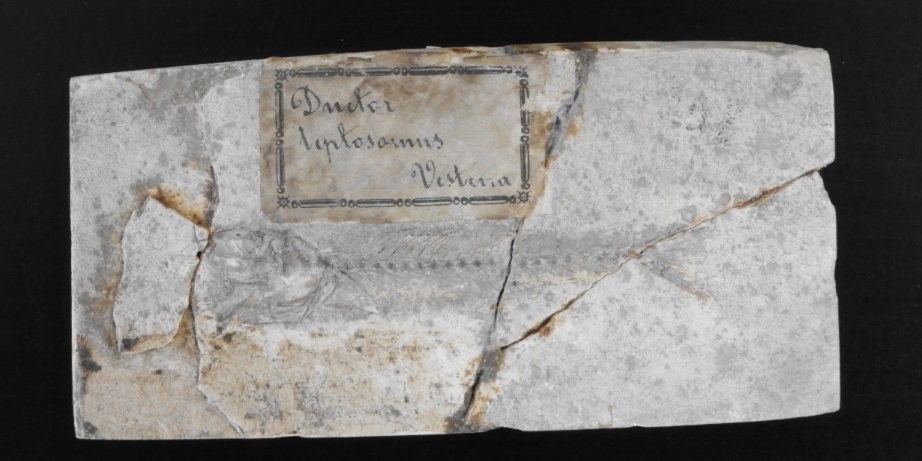 Ductor
leptosomus
Vestena